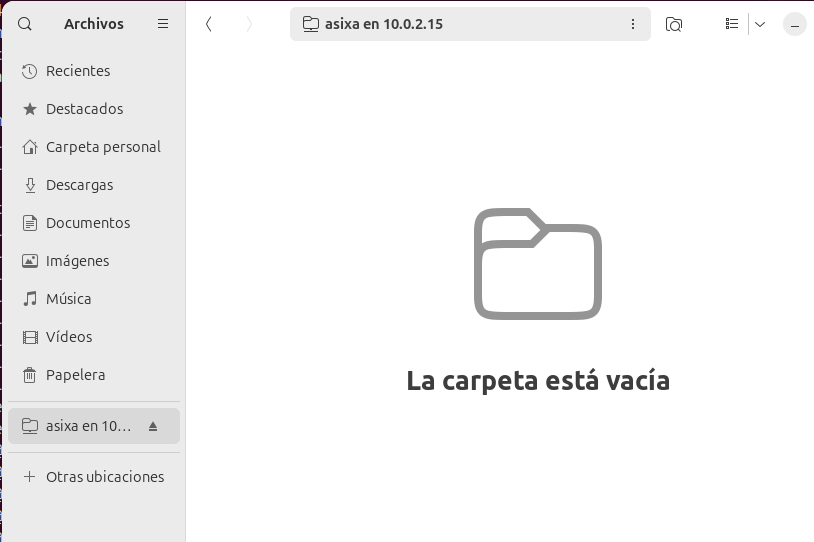 Archivos
asixa en 10.0.2.15
Recientes
Destacados
Carpeta personal
Descargas
Documentos
Imágenes
Música
Vídeos
Papelera
asixa en 10...
Otras ubicaciones
La carpeta está vacía